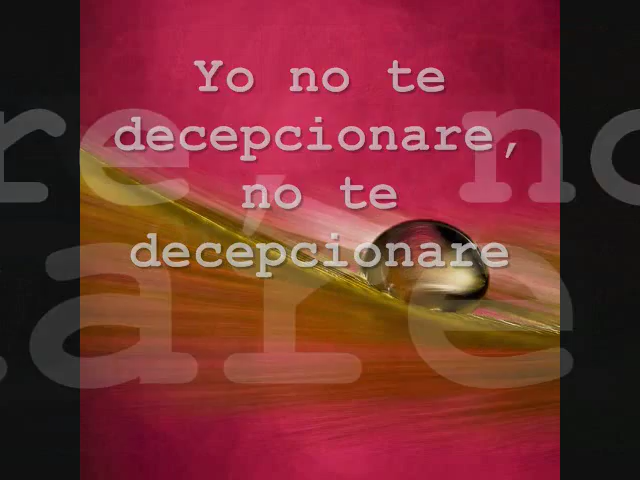 Yo no te
decepcionare,
no te
decepcionare